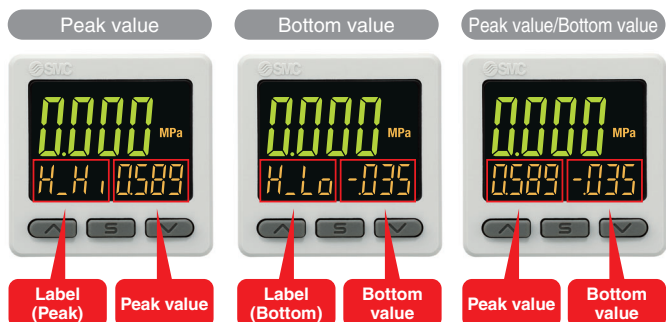 Peak value
Bottom value
Peak value/Bottom value
SMC
SMC
SMC
0.000 MPa
0.000 MPa
0.000 MPa
H_Hi 0.589
H_Lo -.035
0.589 -.035
S
S
S
Label
(Peak)
Peak value
Label
(Bottom)
Bottom
value
Peak value
Bottom
value